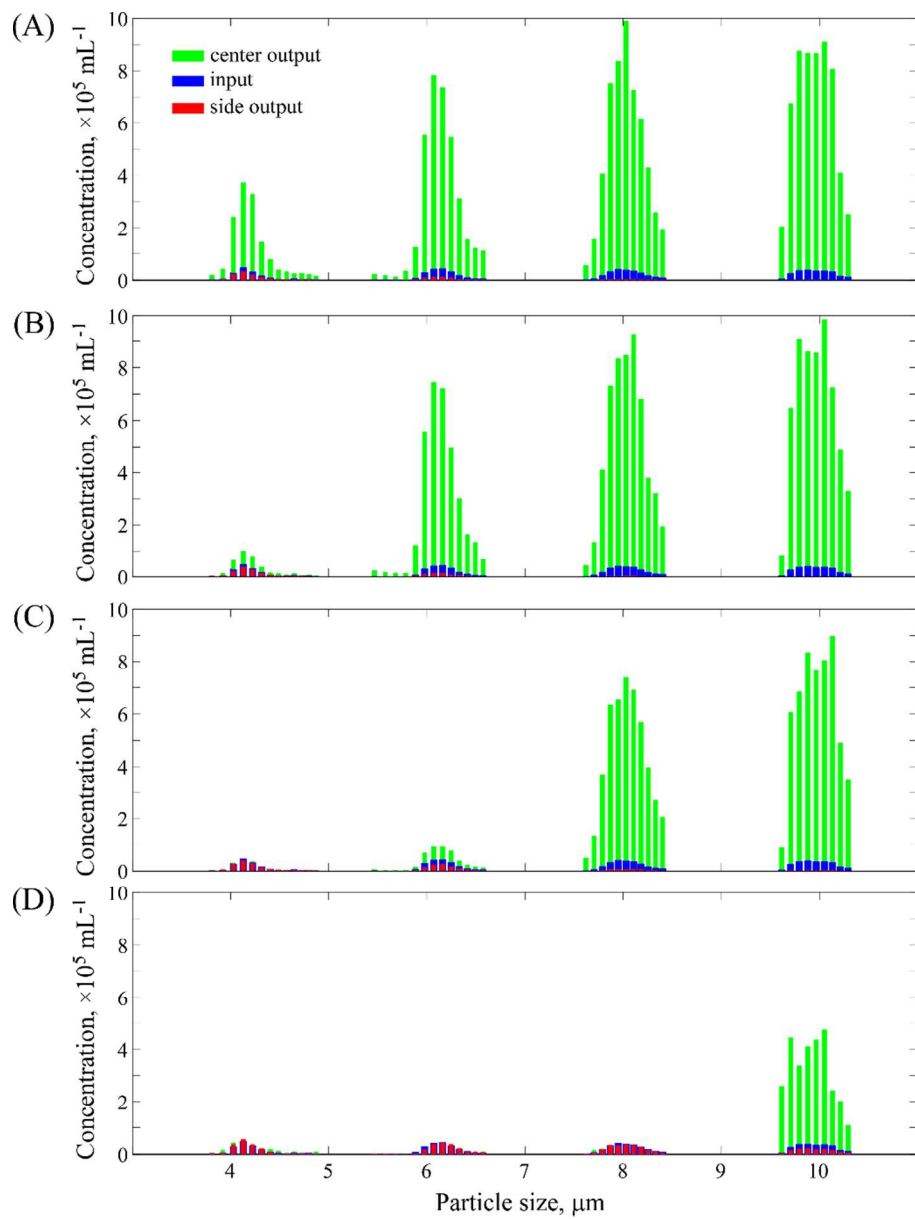 (A)
center output
input
side output
Concentration, ×10⁵ mL⁻¹
10
8
6
4
2
0
(B)
Concentration, ×10⁵ mL⁻¹
10
8
6
4
2
0
(C)
Concentration, ×10⁵ mL⁻¹
10
8
6
4
2
0
(D)
Concentration, ×10⁵ mL⁻¹
10
8
6
4
2
0
4 5 6 7 8 9 10
Particle size, μm